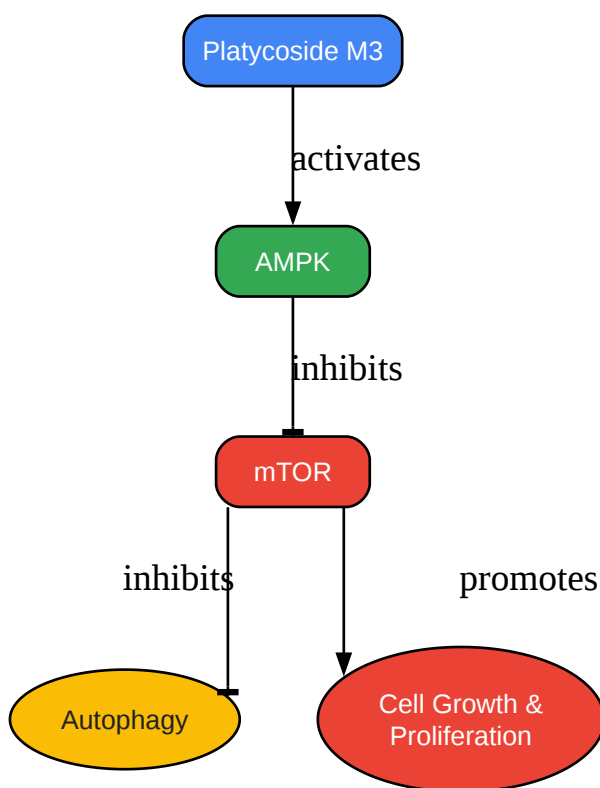 Platycoside M3
activates
AMPK
inhibits
mTOR
inhibits
promotes
Autophagy
Cell Growth &
Proliferation